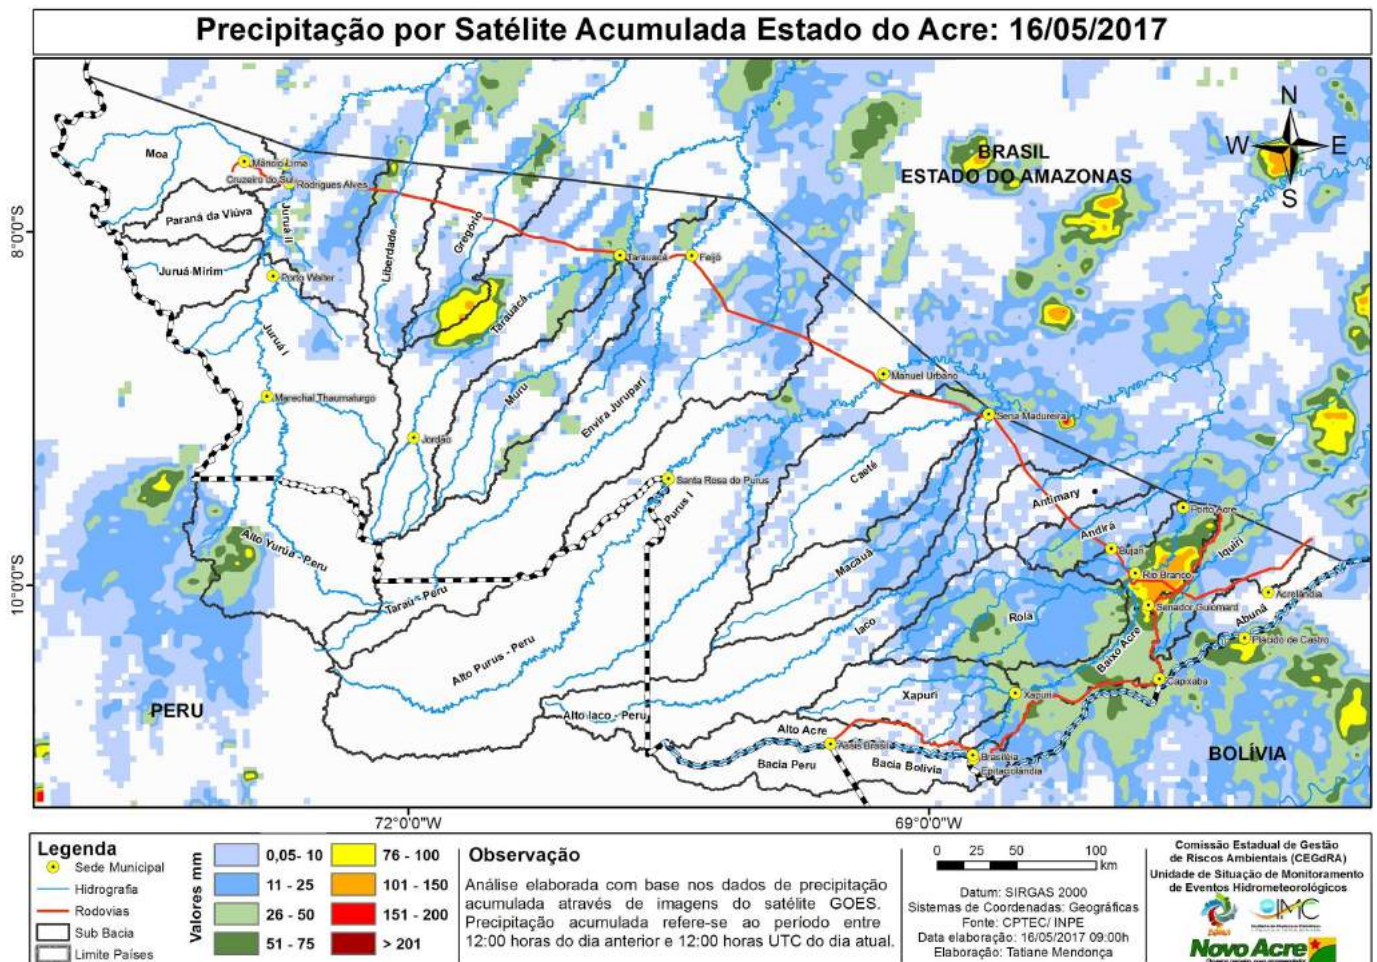 Precipitação por Satélite Acumulada Estado do Acre: 16/05/2017
N
W
E
S
BRASIL
ESTADO DO AMAZONAS
Moa
Mâncio Lima
Cruzeiro do Sul
Rodrigues Alves
Paraná da Viúva
Juruá II
Juruá-Mirim
Porto Walter
Liberdade
Gregório
Tarauacá
Feijó
8°0'0"S
Juruá I
Tarauacá
Manuel Urbano
Marechal Thaumaturgo
Muru
Envira Jurupari
Sena Madureira
Jordão
Santa Rosa do Purus
Purus I
Caeté
Antimary
Porto Acre
Andirá
Iquiri
Bujari
Alto Yurúa - Peru
Macauã
Rio Branco
10°0'0"S
Taraú - Peru
Acrelândia
Senador Guiomard
Abunã
Iaco
Rola
Baixo Acre
Plácido de Castro
Alto Purus - Peru
Capixaba
Xapuri
Xapuri
PERU
Alto Iaco - Peru
Alto Acre
Assis Brasil
Bacia Peru
Bacia Bolívia
Brasiléia
Epitaciolândia
BOLÍVIA
72°0'0"W
69°0'0"W
Legenda
Sede Municipal
Hidrografia
Rodovias
Sub Bacia
Limite Países
Valores mm
0,05- 10
11 - 25
26 - 50
51 - 75
76 - 100
101 - 150
151 - 200
> 201
Observação
Análise elaborada com base nos dados de precipitação
acumulada através de imagens do satélite GOES.
Precipitação acumulada refere-se ao período entre
12:00 horas do dia anterior e 12:00 horas UTC do dia atual.
0 25 50 100
km
Datum: SIRGAS 2000
Sistemas de Coordenadas: Geográficas
Fonte: CPTEC/ INPE
Data elaboração: 16/05/2017 09:00h
Elaboração: Tatiane Mendonça
Comissão Estadual de Gestão
de Riscos Ambientais (CEGdRA)
Unidade de Situação de Monitoramento
de Eventos Hidrometeorológicos
IMC
Novo Acre